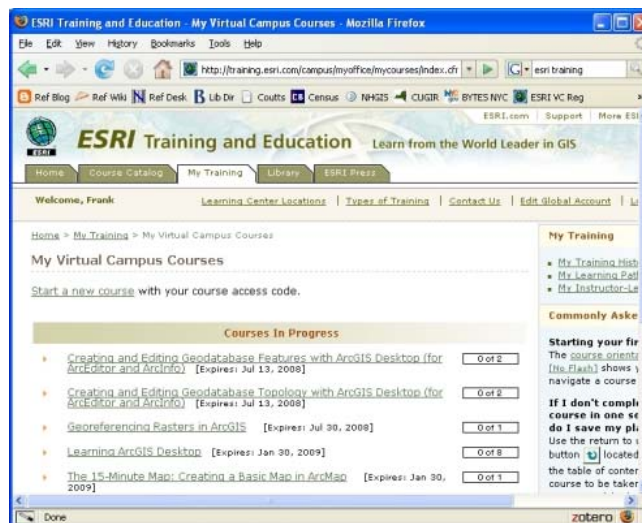 ESRI Training and Education - My Virtual Campus Courses - Mozilla Firefox
File Edit View History Bookmarks Tools Help
http://training.esri.com/campus/myoffice/mycourses/index.cfr G esri training
Ref Blog Ref Wiki Ref Desk Lib Dir Coutts Census NHGIS CUGIR BYTES NYC ESRI VC Reg
ESRI.com Support More ESI
ESRI
ESRI Training and Education Learn from the World Leader in GIS
Home Course Catalog My Training Library ESRI Press
Welcome, Frank Learning Center Locations | Types of Training | Contact Us | Edit Global Account |
Home > My Training > My Virtual Campus Courses
My Virtual Campus Courses
Start a new course with your course access code.
Courses In Progress
Creating and Editing Geodatabase Features with ArcGIS Desktop (for
ArcEditor and ArcInfo) [Expires: Jul 13, 2008] 0 of 2
Creating and Editing Geodatabase Topology with ArcGIS Desktop (for
ArcEditor and ArcInfo) [Expires: Jul 13, 2008] 0 of 2
Georeferencing Rasters in ArcGIS [Expires: Jul 30, 2008] 0 of 1
Learning ArcGIS Desktop [Expires: Jan 30, 2009] 0 of 8
The 15-Minute Map: Creating a Basic Map in ArcMap [Expires: Jan 30,
2009] 0 of 1
My Training
My Training Hist
My Learning Pat
My Instructor-Le
Commonly Aske
Starting your fir
The course orienta
[No Flash] shows
navigate a course
If I don't comple
course in one se
do I save my pla
Use the return to
button located
the table of conter
course to be taker
Done zotero